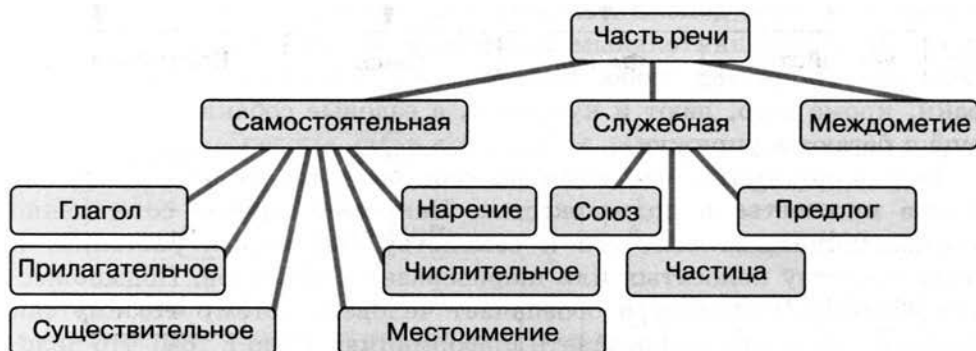 Часть речи
Самостоятельная Служебная Междометие
Глагол Наречие Союз Предлог
Прилагательное Числительное Частица
Существительное Местоимение